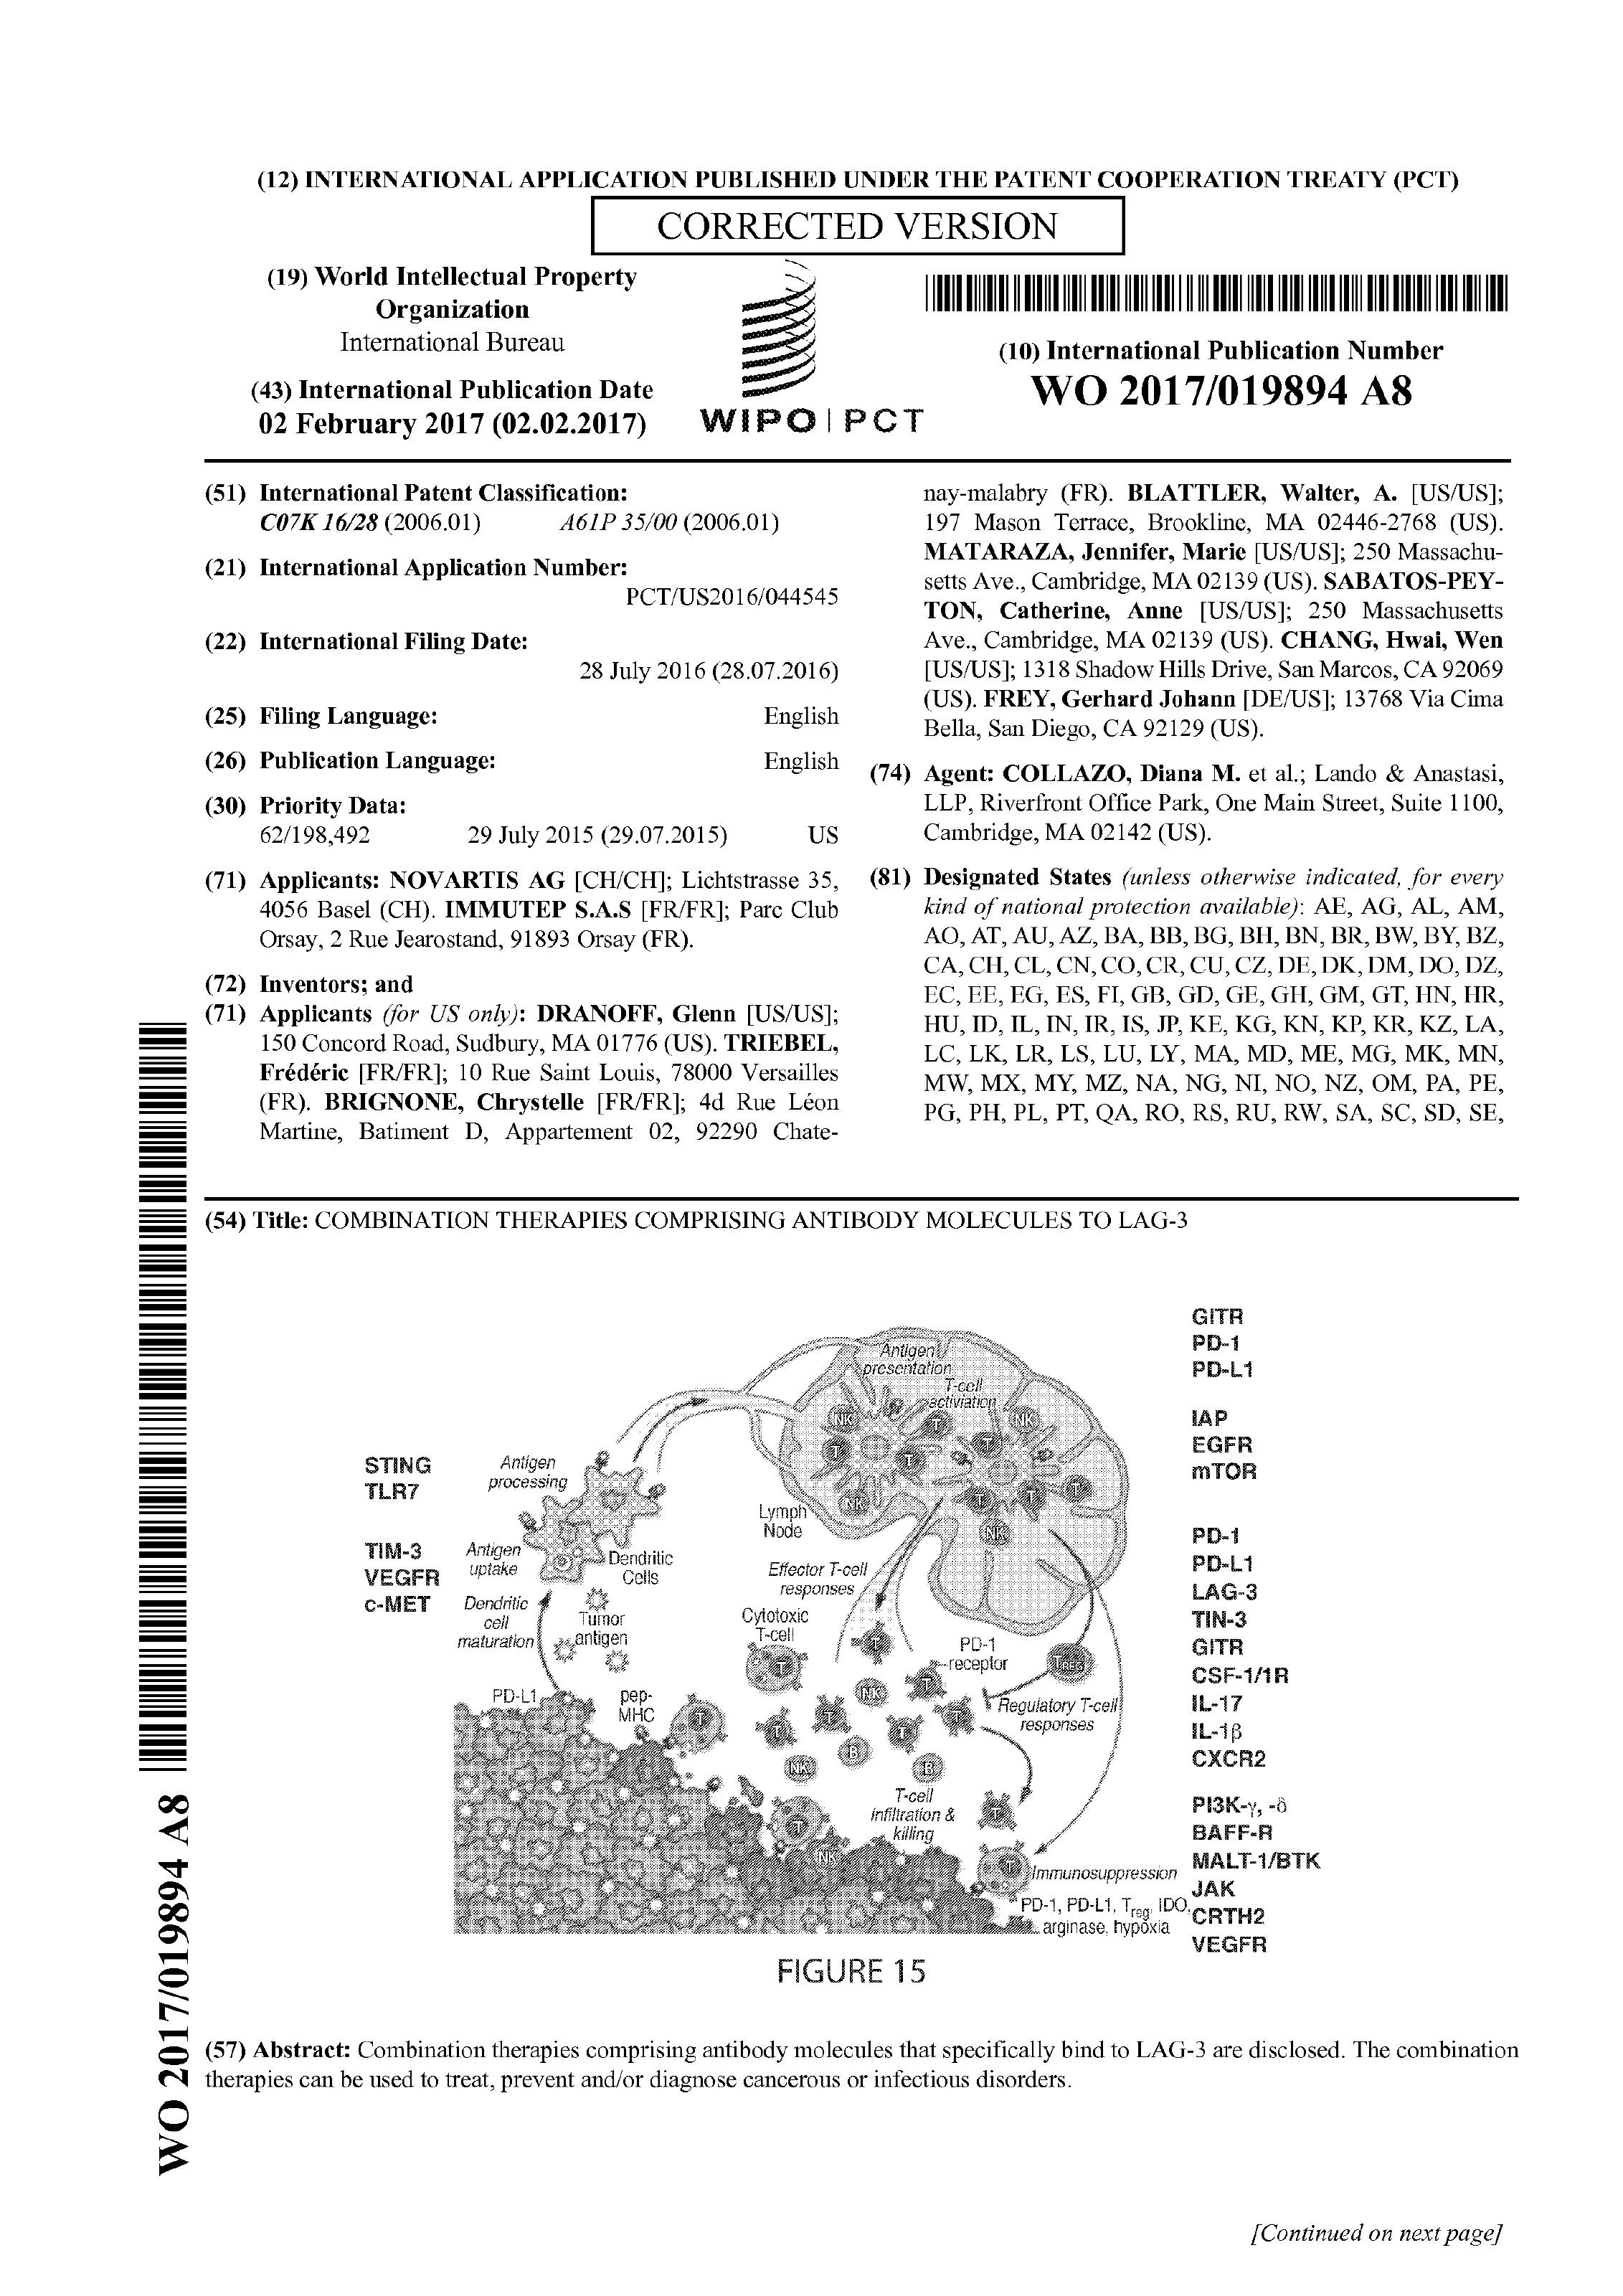 (12) INTERNATIONAL APPLICATION PUBLISHED UNDER THE PATENT COOPERATION TREATY (PCT)
CORRECTED VERSION
(19) World Intellectual Property
Organization
International Bureau
(43) International Publication Date
02 February 2017 (02.02.2017)
WIPO | PCT
(10) International Publication Number
WO 2017/019894 A8
(51) International Patent Classification:
C07K 16/28 (2006.01) A61P 35/00 (2006.01)
(21) International Application Number:
PCT/US2016/044545
(22) International Filing Date:
28 July 2016 (28.07.2016)
(25) Filing Language: English
(26) Publication Language: English
(30) Priority Data:
62/198,492 29 July 2015 (29.07.2015) US
(71) Applicants: NOVARTIS AG [CH/CH]; Lichtstrasse 35,
4056 Basel (CH). IMMUTEP S.A.S [FR/FR]; Parc Club
Orsay, 2 Rue Jearostand, 91893 Orsay (FR).
(72) Inventors; and
(71) Applicants (for US only): DRANOFF, Glenn [US/US];
150 Concord Road, Sudbury, MA 01776 (US). TRIEBEL,
Frédéric [FR/FR]; 10 Rue Saint Louis, 78000 Versailles
(FR). BRIGNONE, Chrystelle [FR/FR]; 4d Rue Léon
Martine, Batiment D, Appartement 02, 92290 Chate-
nay-malabry (FR). BLATTLER, Walter, A. [US/US];
197 Mason Terrace, Brookline, MA 02446-2768 (US).
MATARAZA, Jennifer, Marie [US/US]; 250 Massachu-
setts Ave., Cambridge, MA 02139 (US). SABATOS-PEY-
TON, Catherine, Anne [US/US]; 250 Massachusetts
Ave., Cambridge, MA 02139 (US). CHANG, Hwai, Wen
[US/US]; 1318 Shadow Hills Drive, San Marcos, CA 92069
(US). FREY, Gerhard Johann [DE/US]; 13768 Via Cima
Bella, San Diego, CA 92129 (US).
(74) Agent: COLLAZO, Diana M. et al.; Lando & Anastasi,
LLP, Riverfront Office Park, One Main Street, Suite 1100,
Cambridge, MA 02142 (US).
(81) Designated States (unless otherwise indicated, for every
kind of national protection available): AE, AG, AL, AM,
AO, AT, AU, AZ, BA, BB, BG, BH, BN, BR, BW, BY, BZ,
CA, CH, CL, CN, CO, CR, CU, CZ, DE, DK, DM, DO, DZ,
EC, EE, EG, ES, FI, GB, GD, GE, GH, GM, GT, HN, HR,
HU, ID, IL, IN, IR, IS, JP, KE, KG, KN, KP, KR, KZ, LA,
LC, LK, LR, LS, LU, LY, MA, MD, ME, MG, MK, MN,
MW, MX, MY, MZ, NA, NG, NI, NO, NZ, OM, PA, PE,
PG, PH, PL, PT, QA, RO, RS, RU, RW, SA, SC, SD, SE,
(54) Title: COMBINATION THERAPIES COMPRISING ANTIBODY MOLECULES TO LAG-3
STING
TLR7
TIM-3
VEGFR
c-MET
Antigen
processing
Antigen
uptake
Dendritic
cell
maturation
Dendritic
Cells
Tumor
antigen
PD-L1
pep-
MHC
Antigen
presentation
T-cell
activiation
NK
NK
T
T
T
T
T
T
NK
NK
Lymph
Node
Effector T-cell
responses
Cytotoxic
T-cell
T
T
PD-1
receptor
TREG
NK
T
Regulatory T-cell
responses
T
T
T
T
T
B
NK
B
T-cell
infiltration &
killing
T
T
NK
T
Immunosuppression
PD-1, PD-L1, Treg, IDO,
arginase, hypoxia
GITR
PD-1
PD-L1
IAP
EGFR
mTOR
PD-1
PD-L1
LAG-3
TIN-3
GITR
CSF-1/1R
IL-17
IL-1β
CXCR2
PI3K-γ, -δ
BAFF-R
MALT-1/BTK
JAK
CRTH2
VEGFR
FIGURE 15
(57) Abstract: Combination therapies comprising antibody molecules that specifically bind to LAG-3 are disclosed. The combination
therapies can be used to treat, prevent and/or diagnose cancerous or infectious disorders.
WO 2017/019894 A8
[Continued on next page]